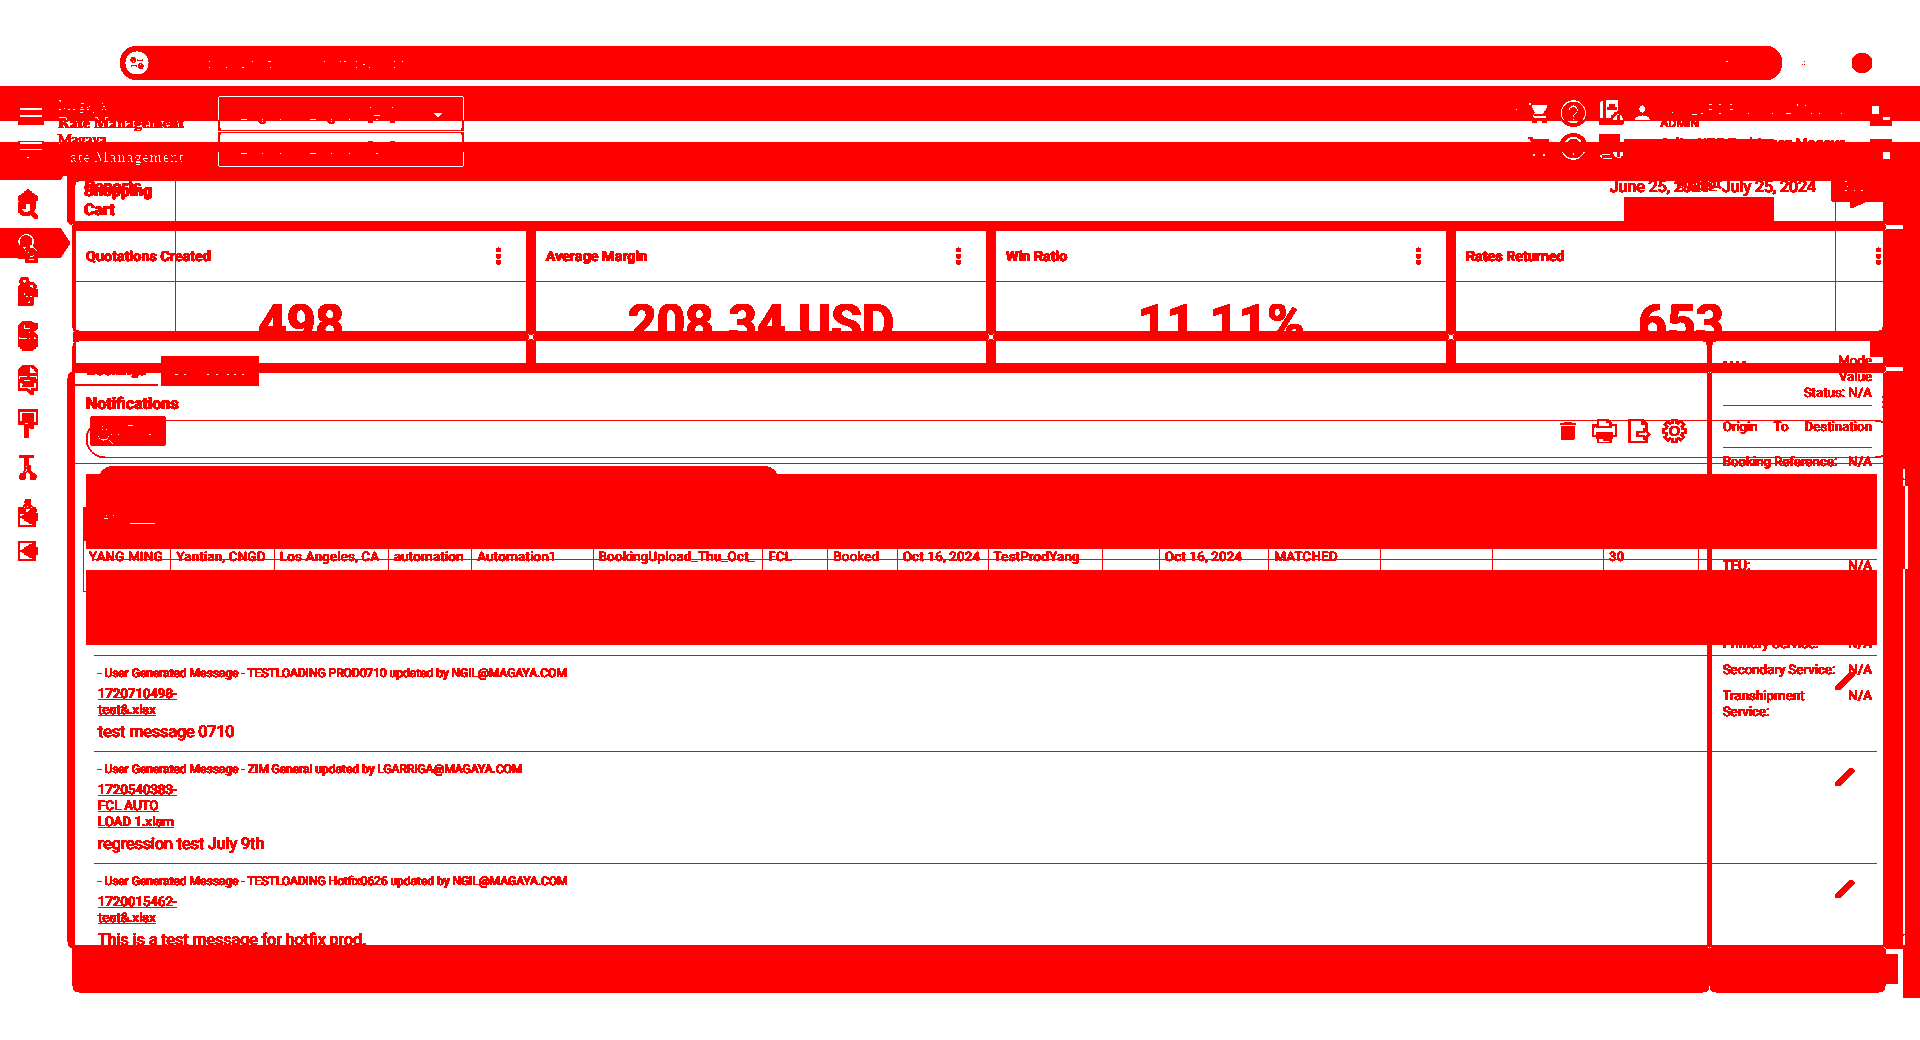 Rate Management
Magaya
Rate Management
ADMIN
Shopping
Cart
June 25, 2024 - July 25, 2024
Quotations Created
Average Margin
Win Ratio
Rates Returned
498
208.34 USD
11.11%
653
Mode
Value
Status: N/A
Notifications
Origin To Destination
Booking Reference: N/A
YANG MING Yantian, CNGD Los Angeles, CA automation Automation1 BookingUpload_Thu_Oct_ FCL Booked Oct 16, 2024 TestProdYang Oct 16, 2024 MATCHED 30
TEU: N/A
Primary Service: N/A
- User Generated Message - TESTLOADING PROD0710 updated by NGIL@MAGAYA.COM
Secondary Service: N/A
1720710498-
test&.xlsx
Transhipment N/A
Service:
test message 0710
- User Generated Message - ZIM General updated by LGARRIGA@MAGAYA.COM
1720540383-
FCL AUTO
LOAD 1.xlsm
regression test July 9th
- User Generated Message - TESTLOADING Hotfix0626 updated by NGIL@MAGAYA.COM
1720015462-
test&.xlsx
This is a test message for hotfix prod.